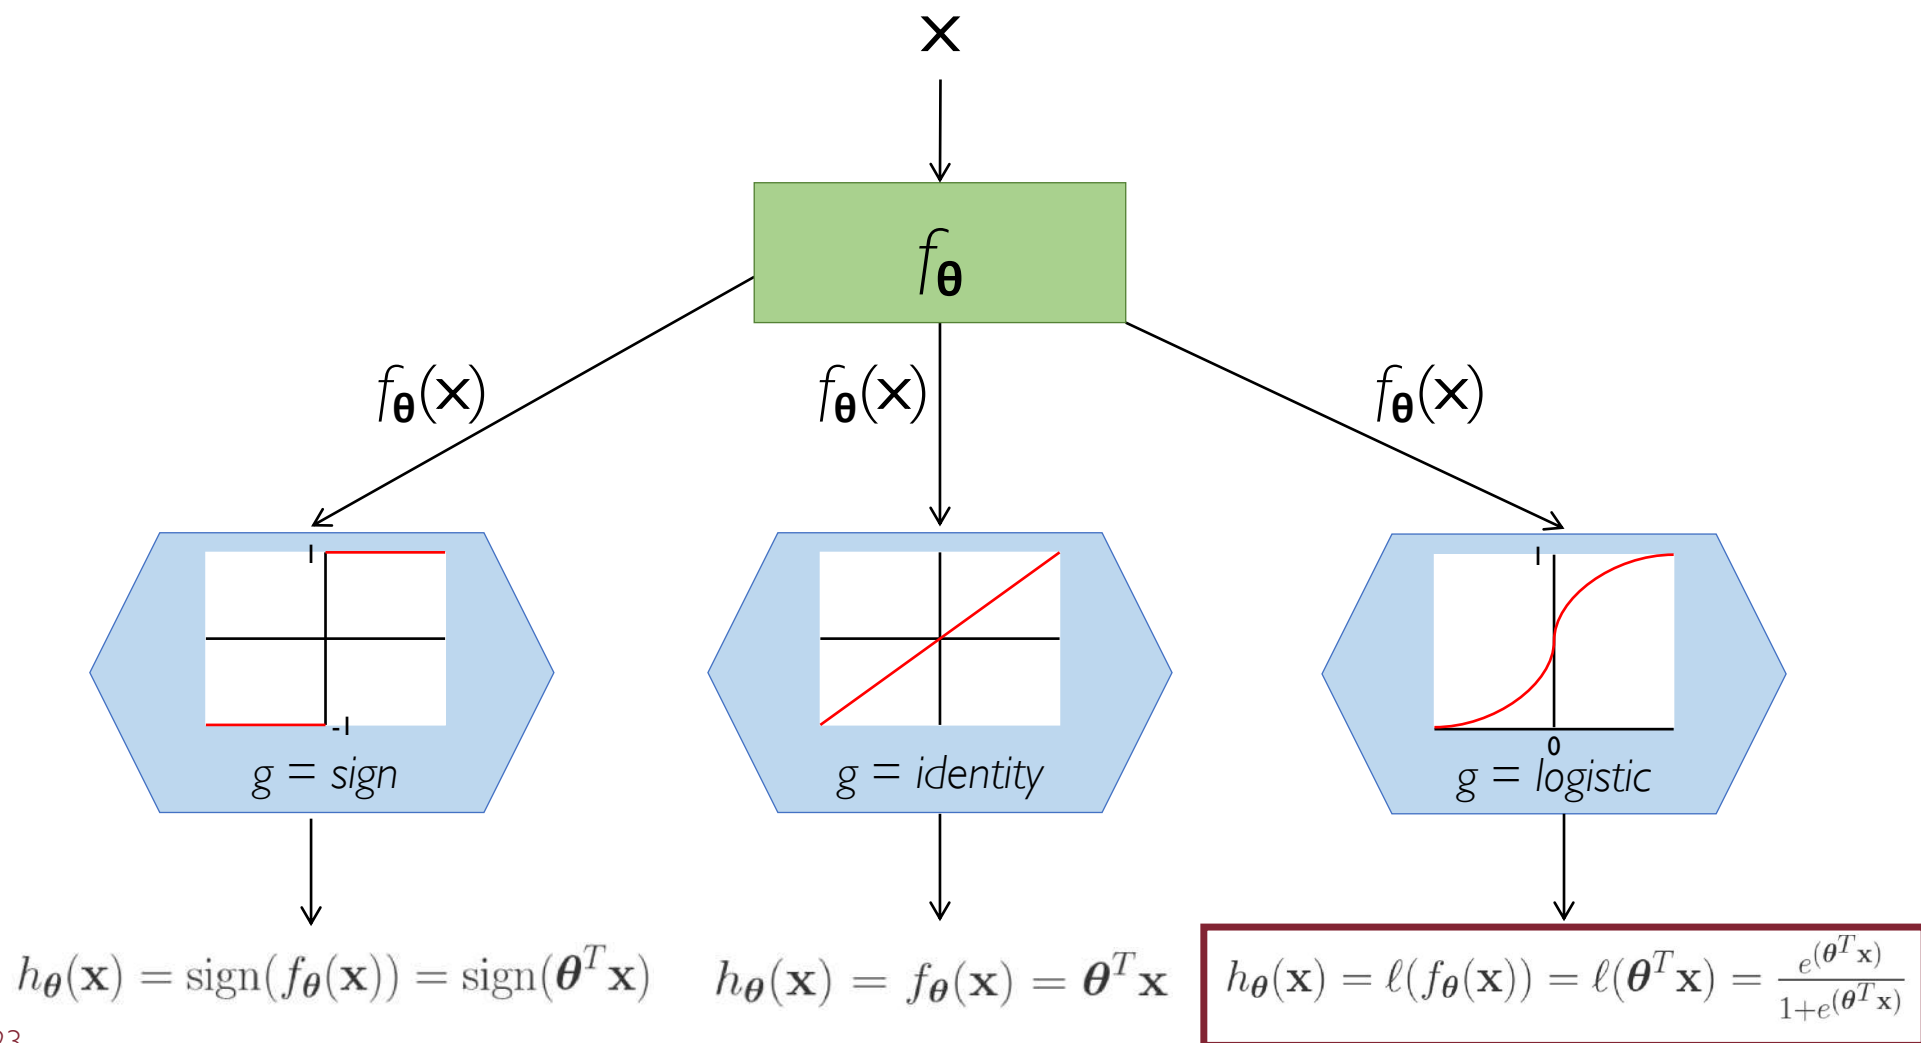 x
f_θ
f_θ(x) f_θ(x) f_θ(x)
1
-1
g = sign
g = identity
1
0
g = logistic
h_θ(x) = sign(f_θ(x)) = sign(θ^T x)
h_θ(x) = f_θ(x) = θ^T x
h_θ(x) = ℓ(f_θ(x)) = ℓ(θ^T x) = e^(θ^T x) / 1+e^(θ^T x)
23